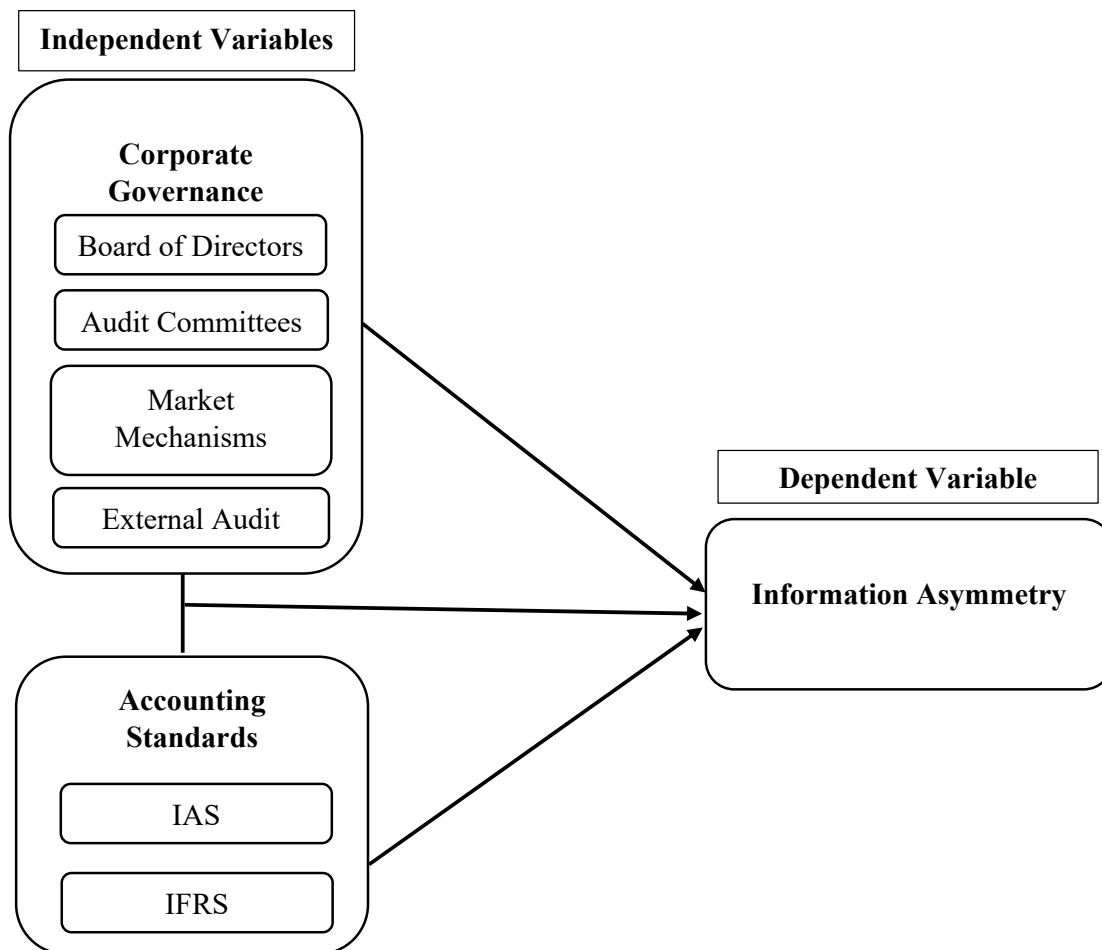 Independent Variables
Corporate
Governance
Board of Directors
Audit Committees
Market
Mechanisms
External Audit
Dependent Variable
Information Asymmetry
Accounting
Standards
IAS
IFRS